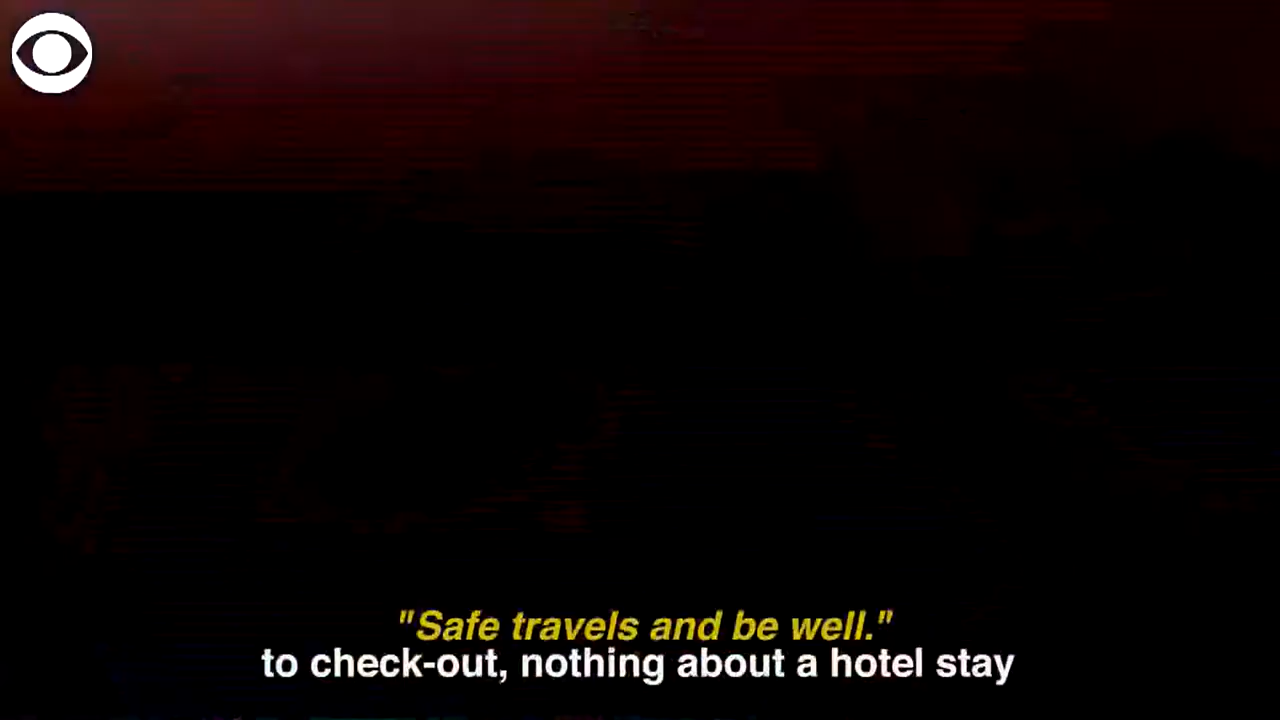 "Safe travels and be well."
to check-out, nothing about a hotel stay